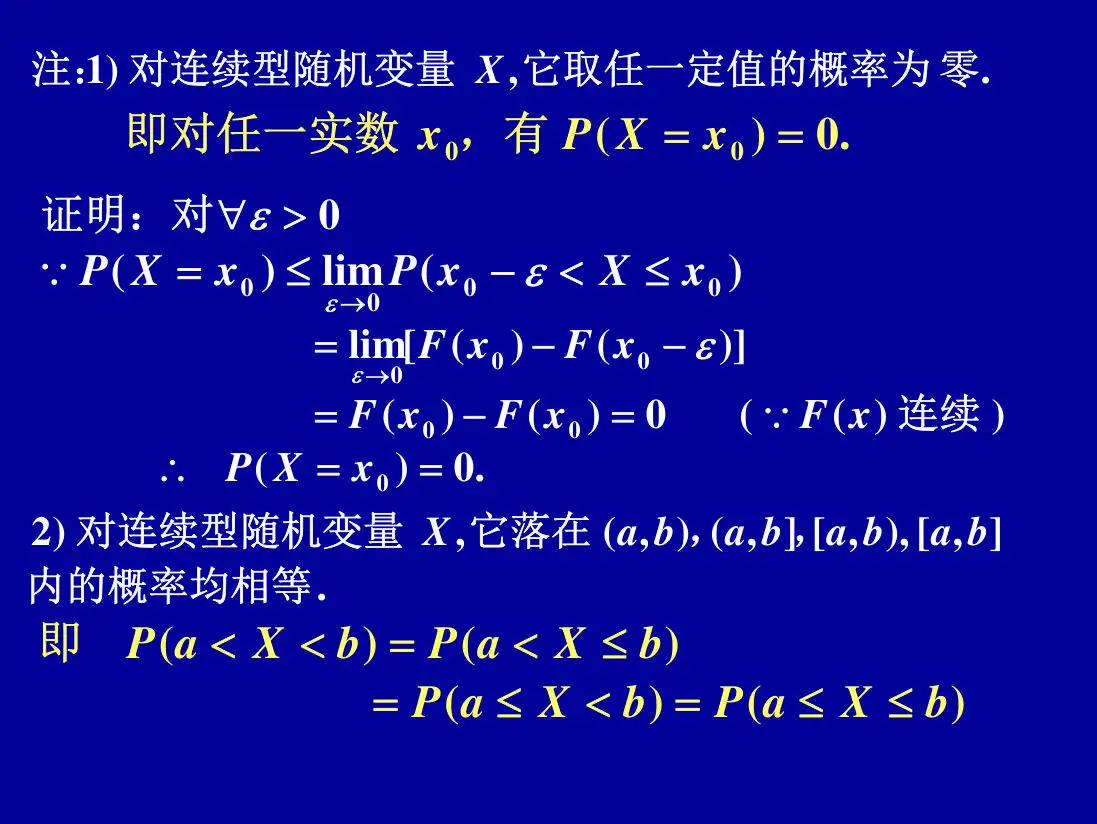 注:1) 对连续型随机变量 X,它取任一定值的概率为 零.
即对任一实数 x₀，有 P(X = x₀) = 0.
证明：对∀ε > 0
∵ P(X = x₀) ≤ lim P(x₀ − ε < X ≤ x₀)
ε→0
= lim[F(x₀) − F(x₀ − ε)]
ε→0
= F(x₀) − F(x₀) = 0 (∵ F(x) 连续)
∴ P(X = x₀) = 0.
2) 对连续型随机变量 X,它落在 (a,b), (a,b], [a,b), [a,b]
内的概率均相等.
即 P(a < X < b) = P(a < X ≤ b)
= P(a ≤ X < b) = P(a ≤ X ≤ b)